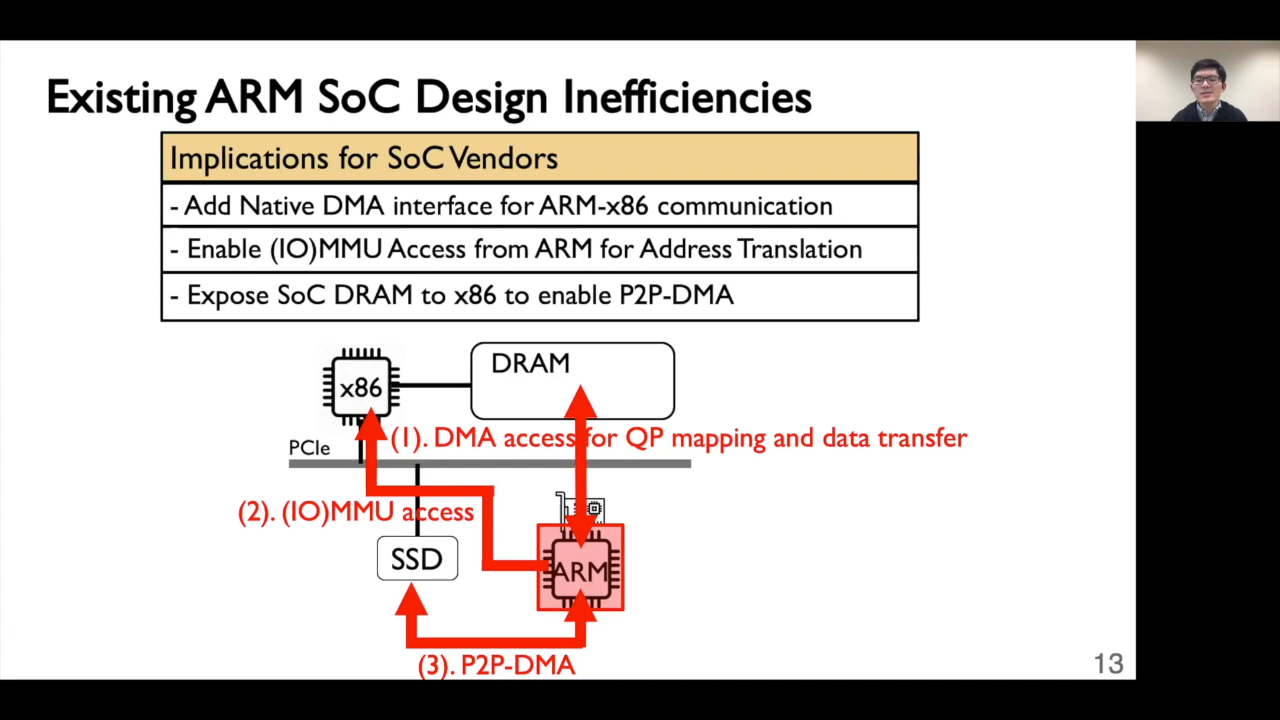 Existing ARM SoC Design Inefficiencies
Implications for SoC Vendors
- Add Native DMA interface for ARM-x86 communication
- Enable (IO)MMU Access from ARM for Address Translation
- Expose SoC DRAM to x86 to enable P2P-DMA
DRAM
x86
(1). DMA access for QP mapping and data transfer
PCIe
(2). (IO)MMU access
SSD
ARM
(3). P2P-DMA
13